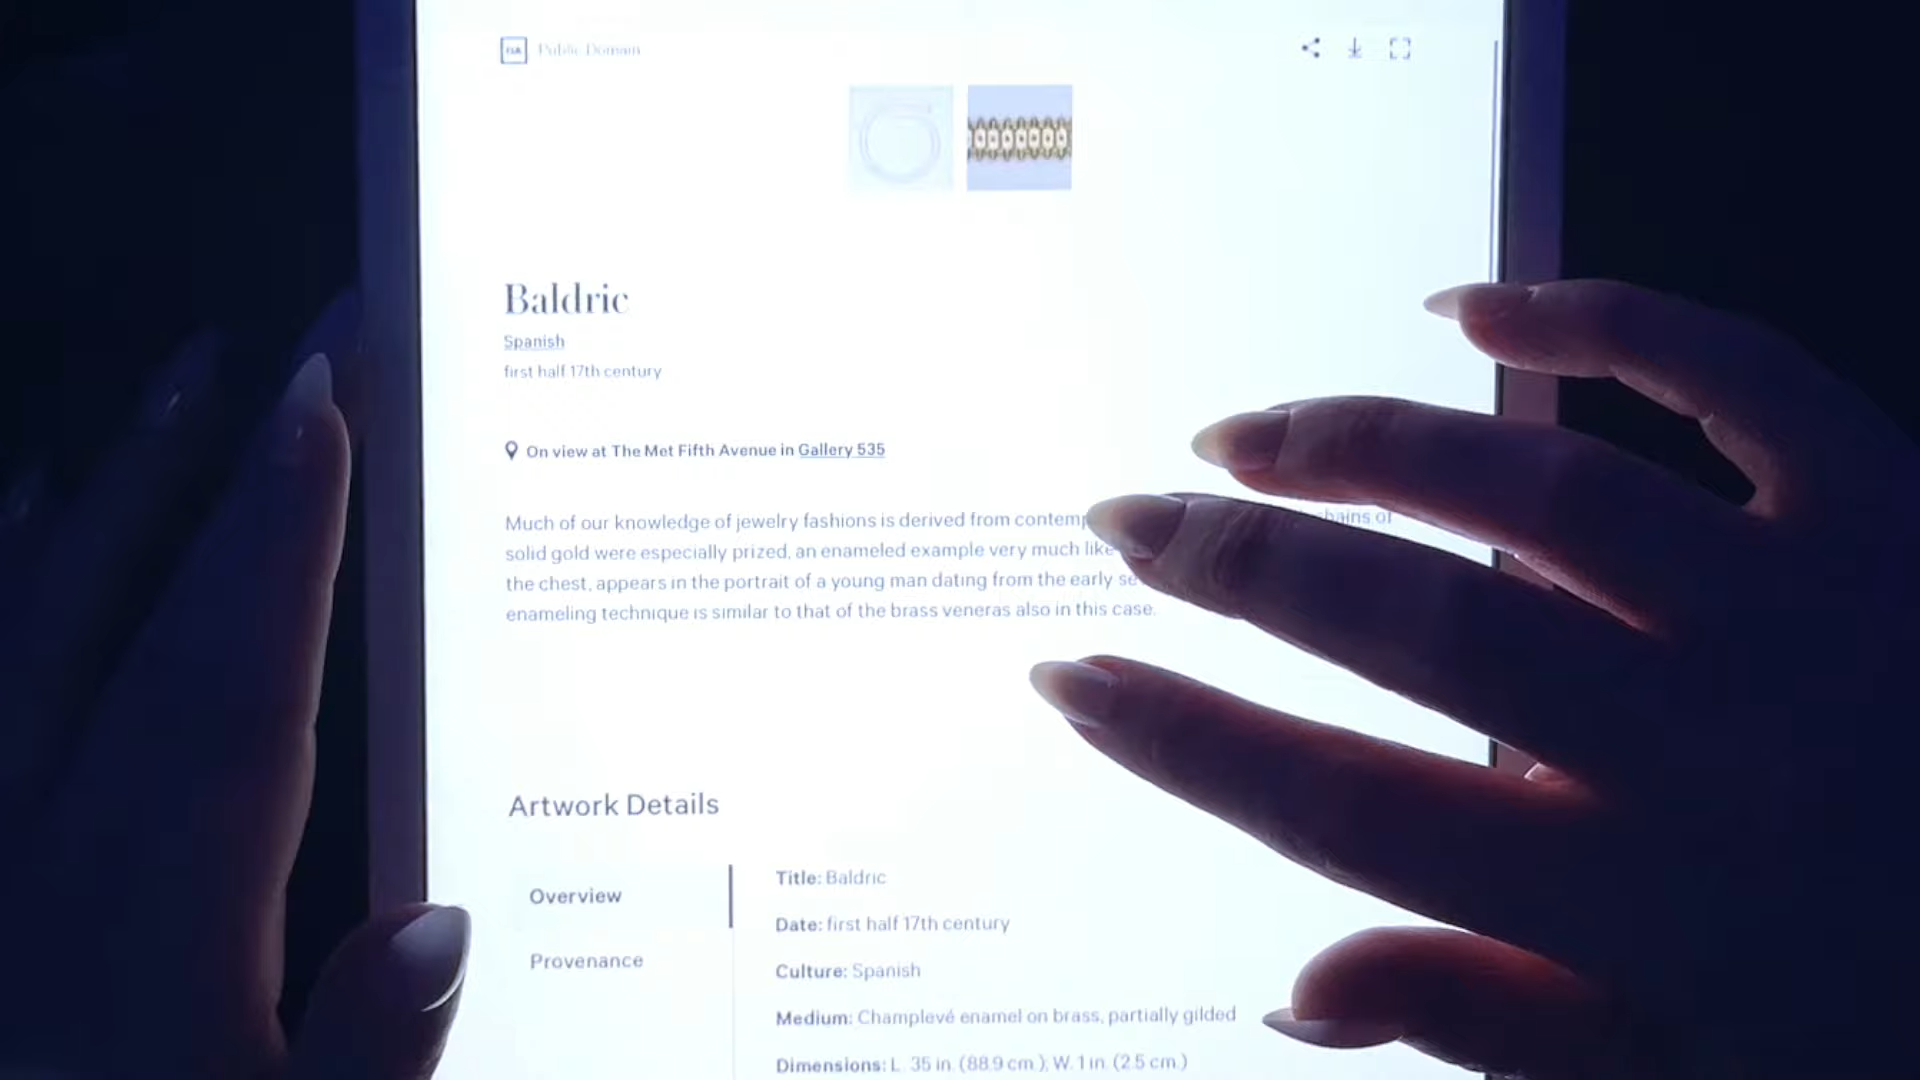 OA Public Domain
Baldric
Spanish
first half 17th century
On view at The Met Fifth Avenue in Gallery 535
Much of our knowledge of jewelry fashions is derived from contemp chains of
solid gold were especially prized, an enameled example very much like
the chest, appears in the portrait of a young man dating from the early se
enameling technique is similar to that of the brass veneras also in this case.
Artwork Details
Overview
Provenance
Title: Baldric
Date: first half 17th century
Culture: Spanish
Medium: Champlevé enamel on brass, partially gilded
Dimensions: L. 35 in. (88.9 cm.); W. 1 in. (2.5 cm.)